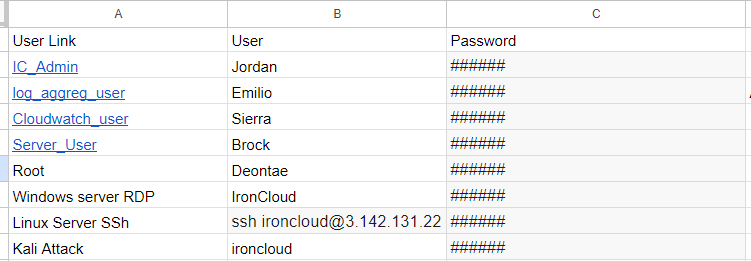 A B C
User Link User Password
IC_Admin Jordan ######
log_aggreg_user Emilio ######
Cloudwatch_user Sierra ######
Server_User Brock ######
Root Deontae ######
Windows server RDP IronCloud ######
Linux Server SSh ssh ironcloud@3.142.131.22 ######
Kali Attack ironcloud ######